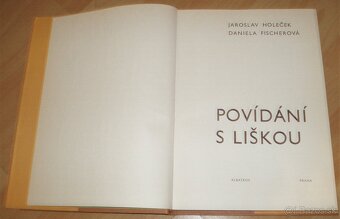 JAROSLAV HOLEČEK
DANIELA FISCHEROVÁ
POVÍDÁNÍ
S LIŠKOU
ALBATROS PRAHA